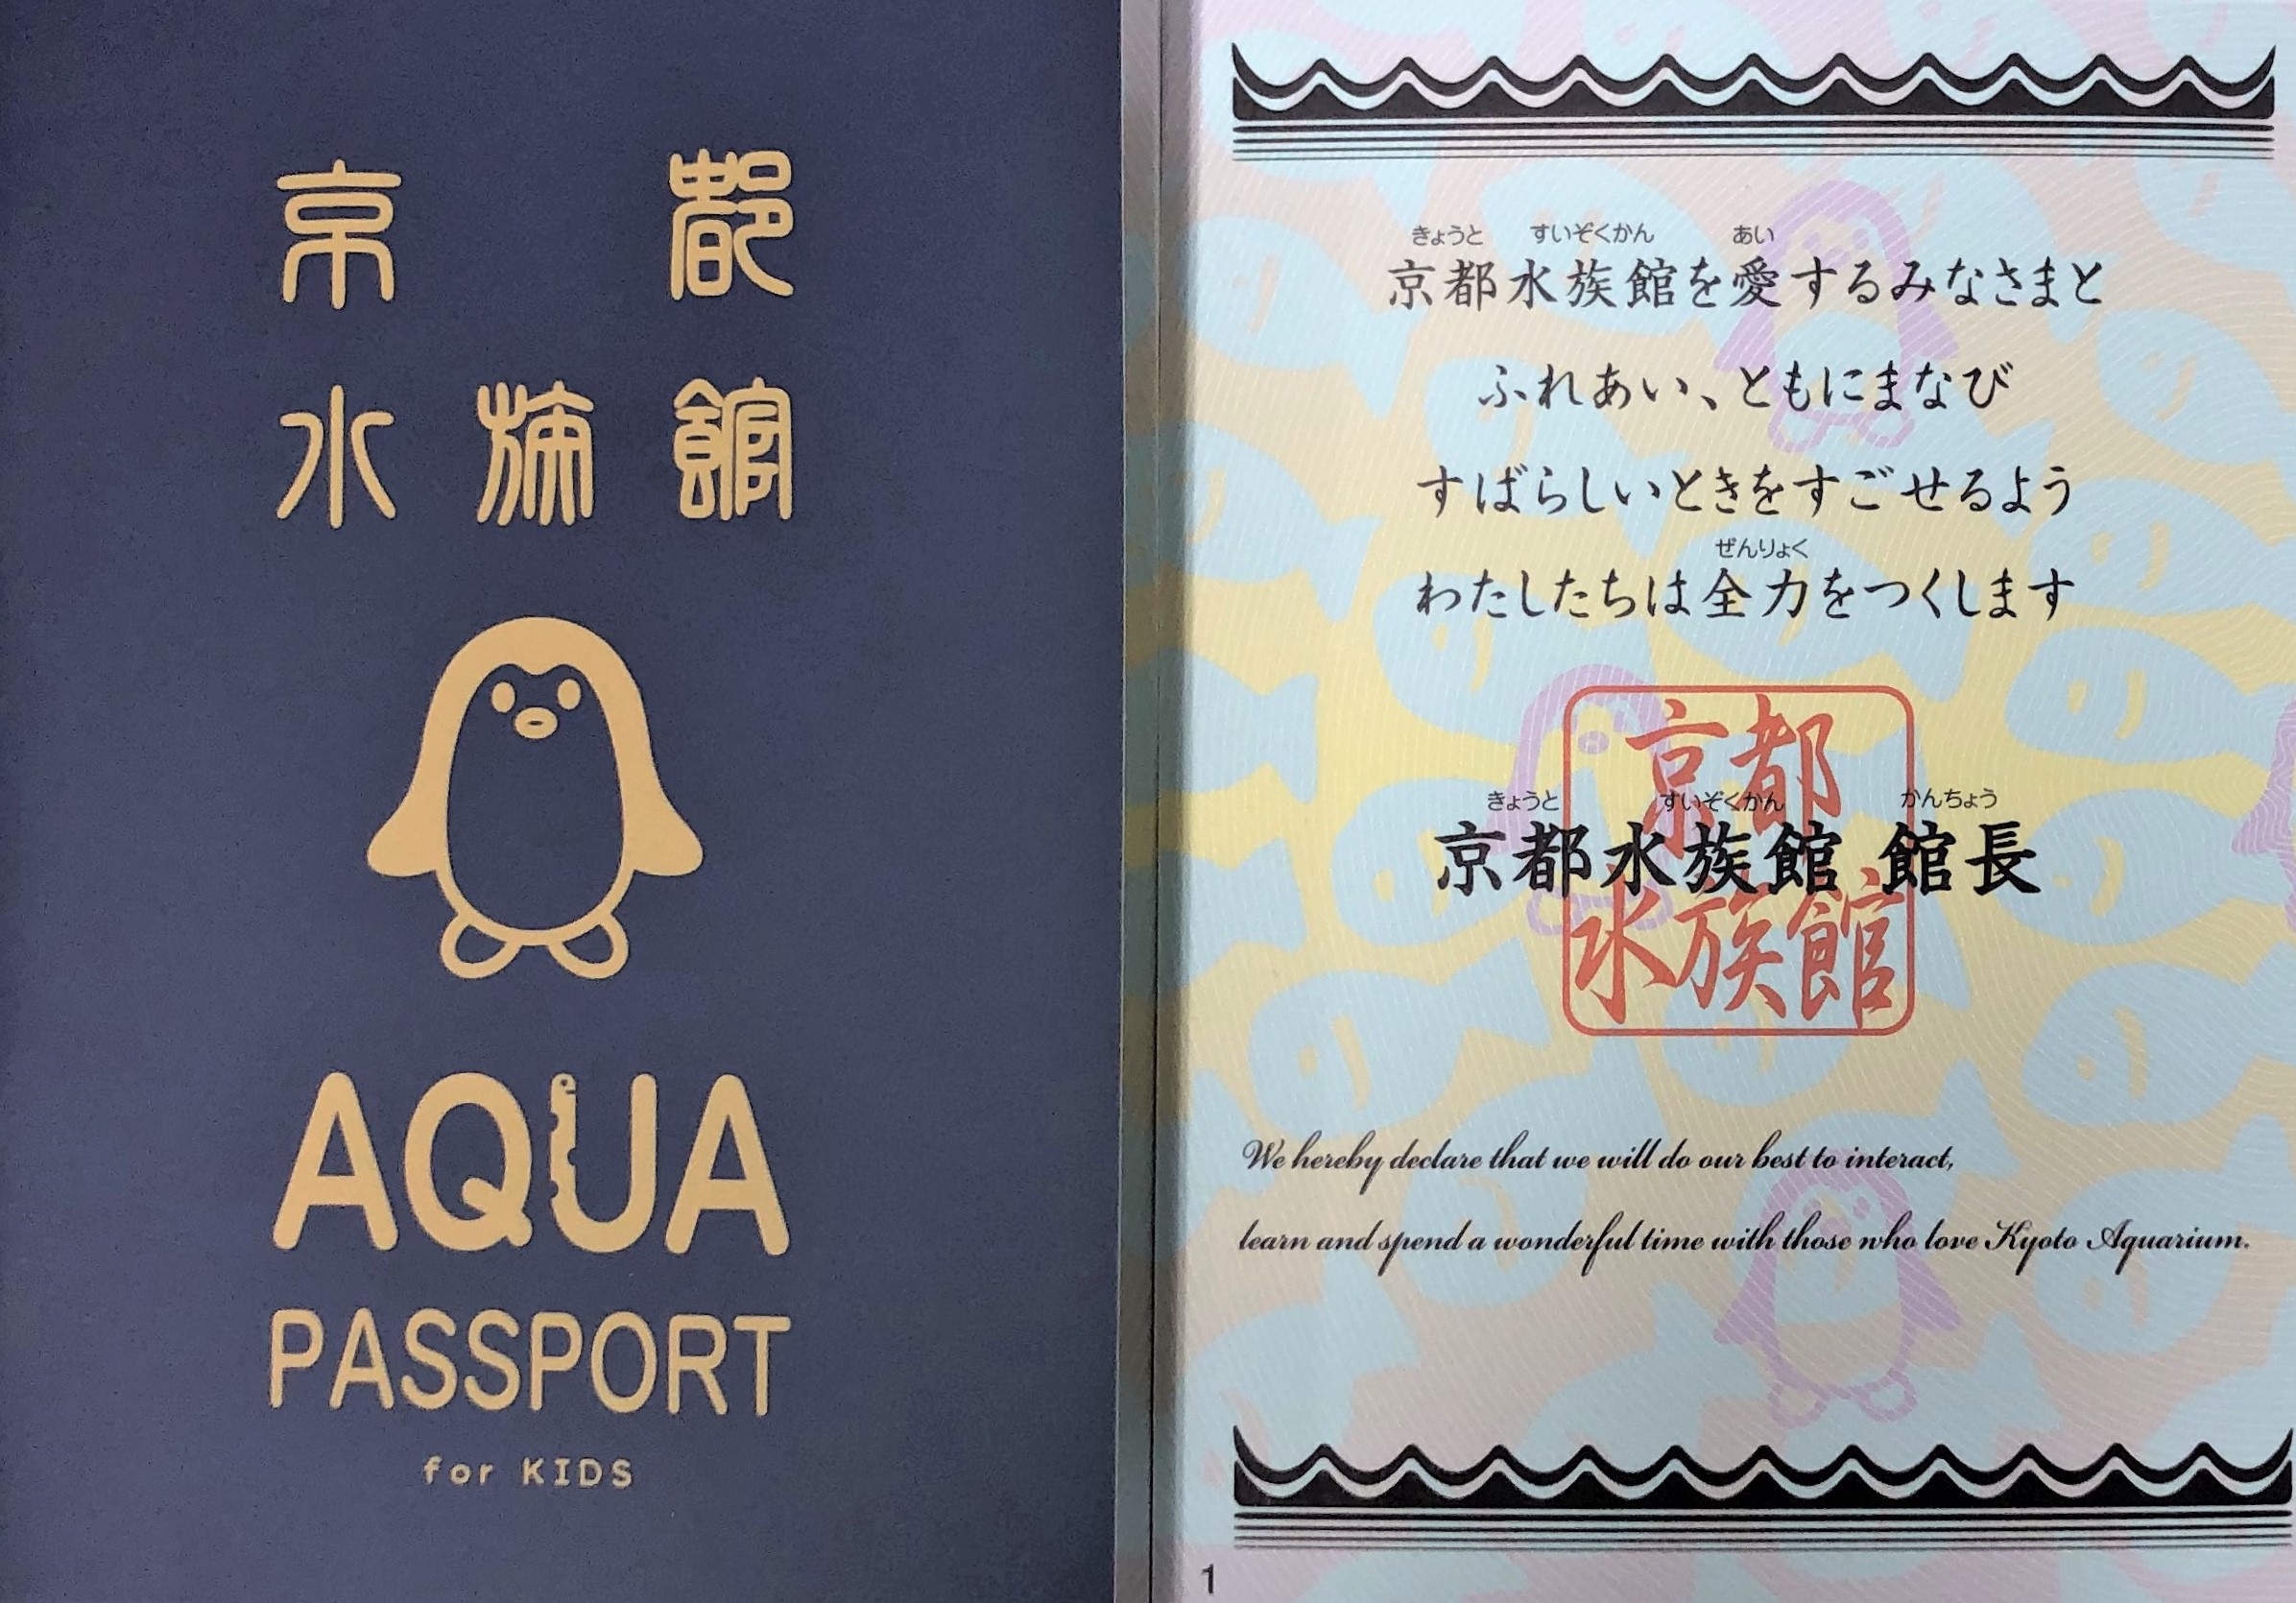 京都
水族館
AQUA
PASSPORT
for KIDS
きょうと すいぞくかん あい
京都水族館を愛するみなさまと
ふれあい、ともにまなび
すばらしいときをすごせるよう
ぜんりょく
わたしたちは全力をつくします
京都
きょうと すいぞくかん かんちょう
京都水族館 館長
水族館
We hereby declare that we will do our best to interact,
learn and spend a wonderful time with those who love Kyoto Aquarium.
1